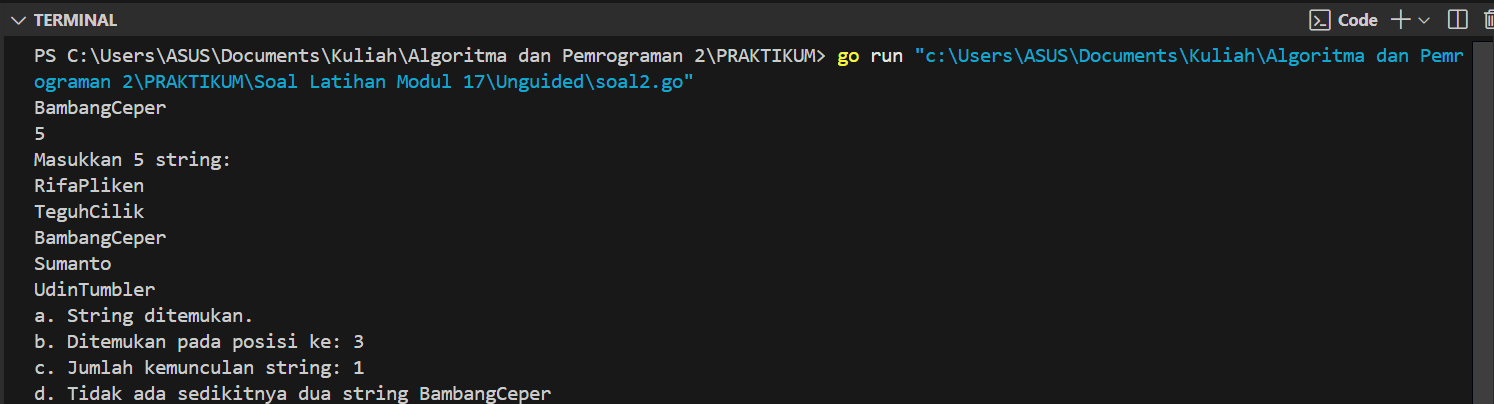 TERMINAL
Code
PS C:\Users\ASUS\Documents\Kuliah\Algoritma dan Pemrograman 2\PRAKTIKUM> go run "c:\Users\ASUS\Documents\Kuliah\Algoritma dan Pemr
ograman 2\PRAKTIKUM\Soal Latihan Modul 17\Unguided\soal2.go"
BambangCeper
5
Masukkan 5 string:
RifaPliken
TeguhCilik
BambangCeper
Sumanto
UdinTumbler
a. String ditemukan.
b. Ditemukan pada posisi ke: 3
c. Jumlah kemunculan string: 1
d. Tidak ada sedikitnya dua string BambangCeper